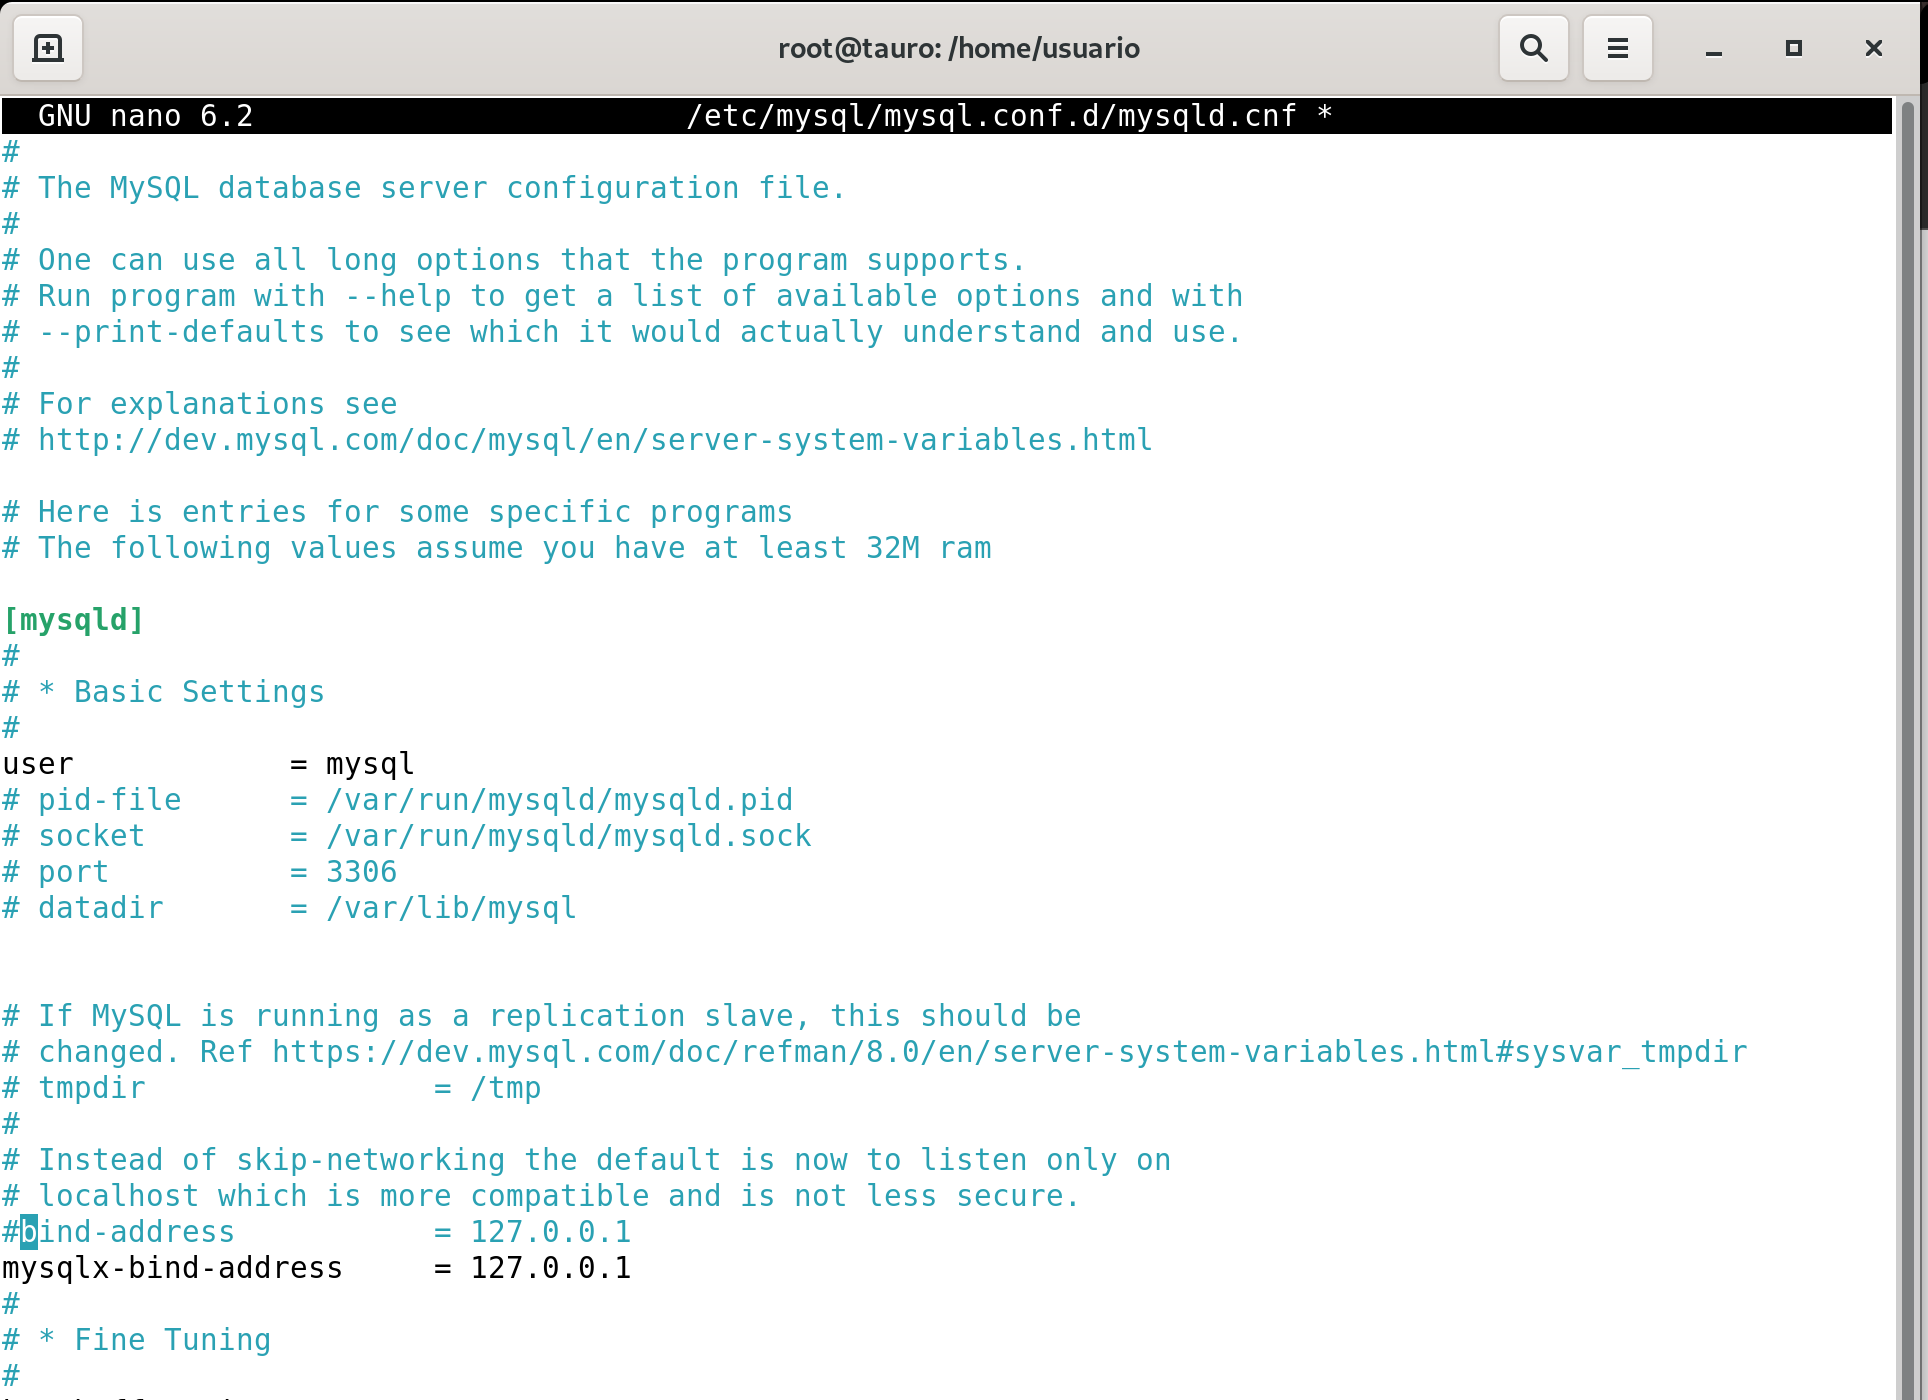 root@tauro: /home/usuario
GNU nano 6.2 /etc/mysql/mysql.conf.d/mysqld.cnf *
#
# The MySQL database server configuration file.
#
# One can use all long options that the program supports.
# Run program with --help to get a list of available options and with
# --print-defaults to see which it would actually understand and use.
#
# For explanations see
# http://dev.mysql.com/doc/mysql/en/server-system-variables.html
# Here is entries for some specific programs
# The following values assume you have at least 32M ram
[mysqld]
#
# * Basic Settings
#
user = mysql
# pid-file = /var/run/mysqld/mysqld.pid
# socket = /var/run/mysqld/mysqld.sock
# port = 3306
# datadir = /var/lib/mysql
# If MySQL is running as a replication slave, this should be
# changed. Ref https://dev.mysql.com/doc/refman/8.0/en/server-system-variables.html#sysvar_tmpdir
# tmpdir = /tmp
#
# Instead of skip-networking the default is now to listen only on
# localhost which is more compatible and is not less secure.
#bind-address = 127.0.0.1
mysqlx-bind-address = 127.0.0.1
#
# * Fine Tuning
#